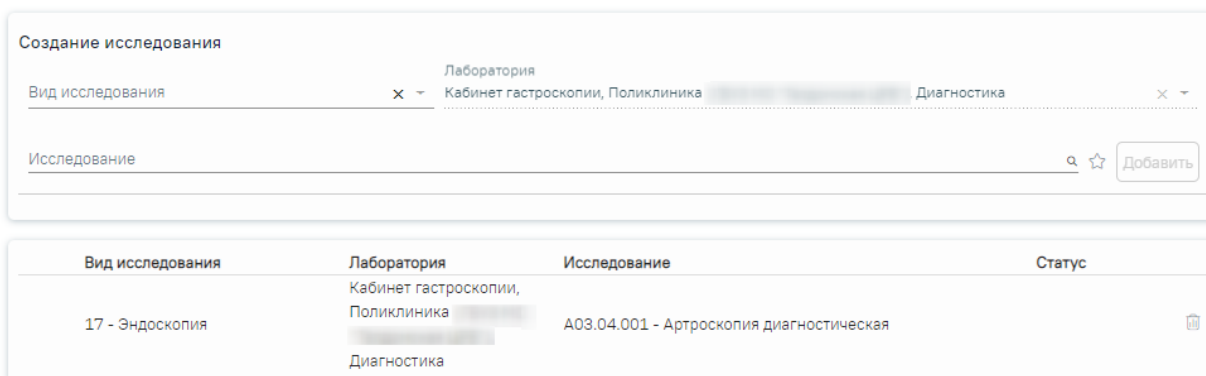 Создание исследования
Лаборатория
Вид исследования Кабинет гастроскопии, Поликлиника Диагностика
Исследование Добавить
Вид исследования Лаборатория Исследование Статус
Кабинет гастроскопии,
Поликлиника
17 - Эндоскопия A03.04.001 - Артроскопия диагностическая
Диагностика